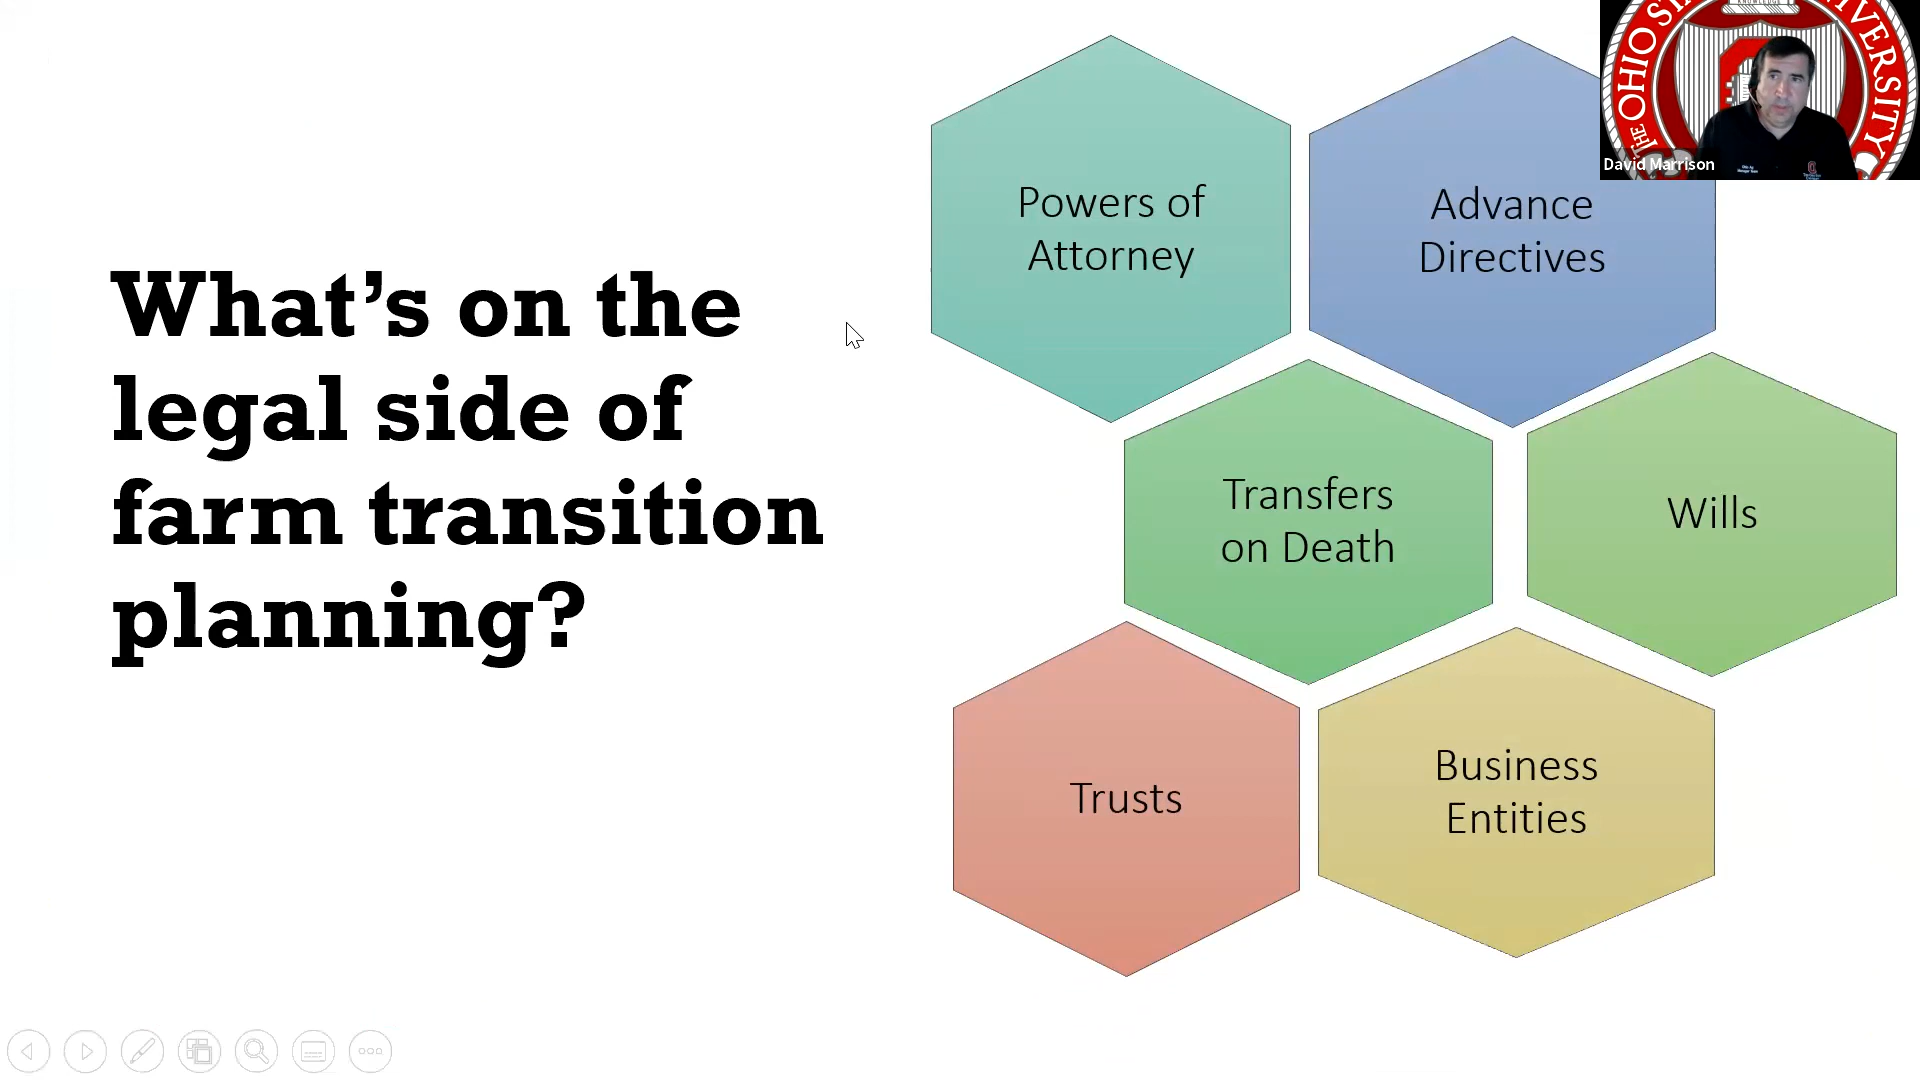 What’s on the
legal side of
farm transition
planning?
Powers of
Attorney
Advance
Directives
Transfers
on Death
Wills
Trusts
Business
Entities
David Marrison